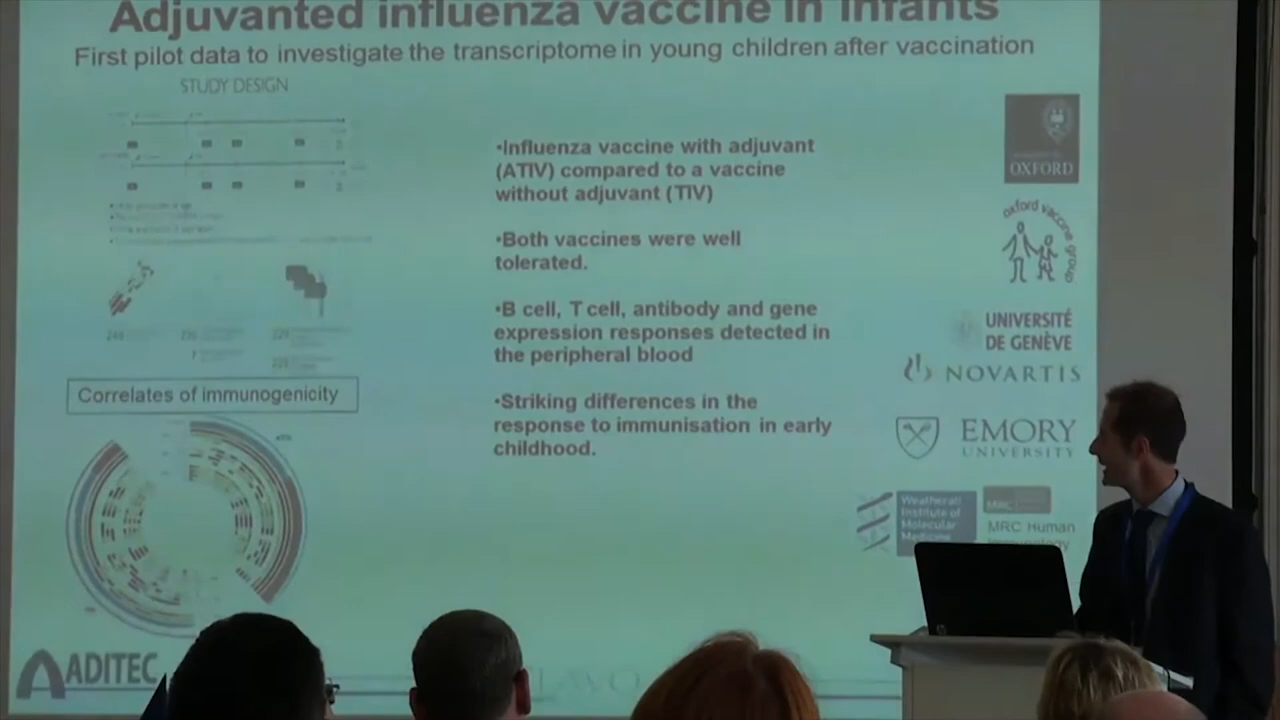 Adjuvanted influenza vaccine in infants
First pilot data to investigate the transcriptome in young children after vaccination
STUDY DESIGN
•Influenza vaccine with adjuvant
(ATIV) compared to a vaccine
without adjuvant (TIV)
•Both vaccines were well
tolerated.
•B cell, T cell, antibody and gene
expression responses detected in
the peripheral blood
•Striking differences in the
response to immunisation in early
childhood.
Correlates of immunogenicity
OXFORD
oxford vaccine group
UNIVERSITÉ
DE GENÈVE
NOVARTIS
EMORY
UNIVERSITY
Weatherall
Institute of
Molecular
Medicine
MRC
MRC Human
ADITEC